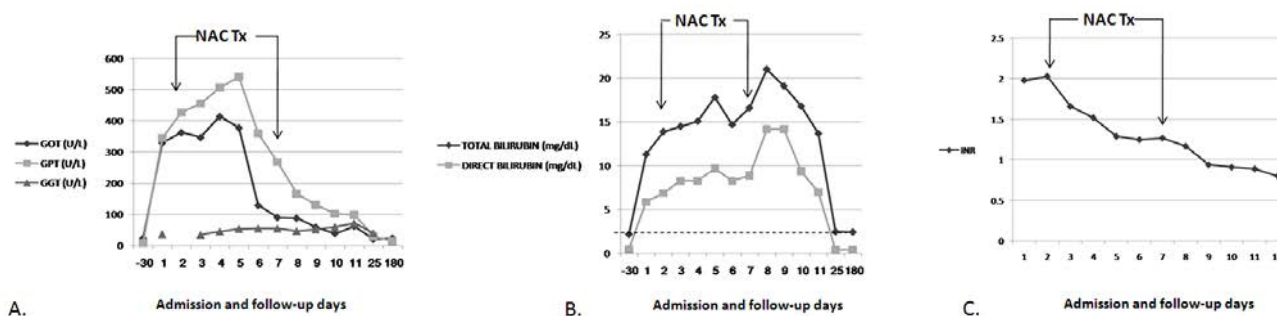 NAC Tx
600
500
400
300
200
100
0
GOT (U/L)
GPT (U/L)
GGT (U/L)
-30 1 2 3 4 5 6 7 8 9 10 11 25 180
Admission and follow-up days
A.
NAC Tx
25
20
15
10
5
0
TOTAL BILIRUBIN (mg/dL)
DIRECT BILIRUBIN (mg/dL)
-30 1 2 3 4 5 6 7 8 9 10 11 25 180
Admission and follow-up days
B.
NAC Tx
2.5
2
1.5
1
0.5
0
INR
1 2 3 4 5 6 7 8 9 10 11
Admission and follow-up days
C.